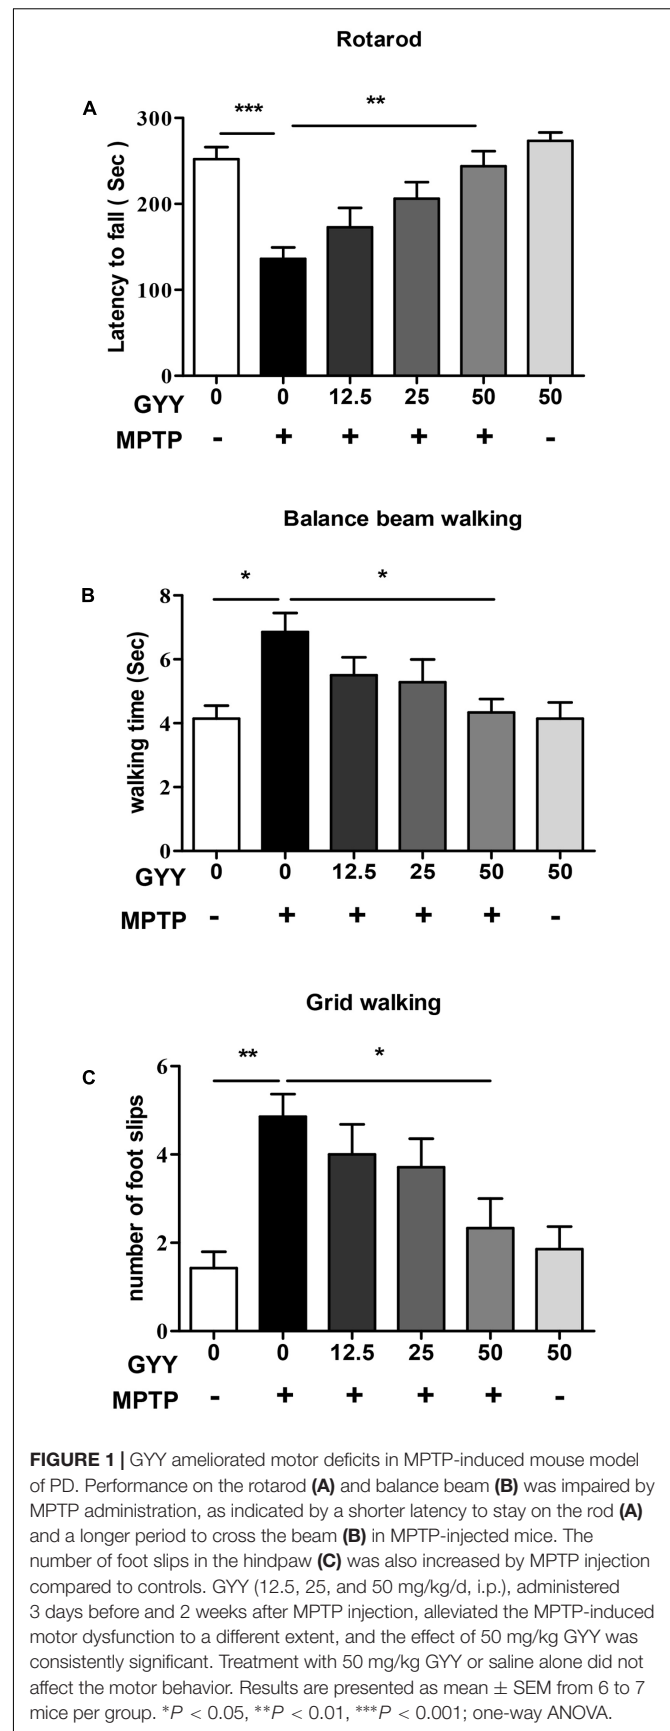 Rotarod
A
*** **
Latency to fall ( Sec )
300
200
100
0
GYY 0 0 12.5 25 50 50
MPTP - + + + + -
Balance beam walking
B
* *
walking time (Sec)
8
6
4
2
0
GYY 0 0 12.5 25 50 50
MPTP - + + + + -
Grid walking
C
** *
number of foot slips
6
4
2
0
GYY 0 0 12.5 25 50 50
MPTP - + + + + -
FIGURE 1 | GYY ameliorated motor deficits in MPTP-induced mouse model
of PD. Performance on the rotarod (A) and balance beam (B) was impaired by
MPTP administration, as indicated by a shorter latency to stay on the rod (A)
and a longer period to cross the beam (B) in MPTP-injected mice. The
number of foot slips in the hindpaw (C) was also increased by MPTP injection
compared to controls. GYY (12.5, 25, and 50 mg/kg/d, i.p.), administered
3 days before and 2 weeks after MPTP injection, alleviated the MPTP-induced
motor dysfunction to a different extent, and the effect of 50 mg/kg GYY was
consistently significant. Treatment with 50 mg/kg GYY or saline alone did not
affect the motor behavior. Results are presented as mean ± SEM from 6 to 7
mice per group. *P < 0.05, **P < 0.01, ***P < 0.001; one-way ANOVA.